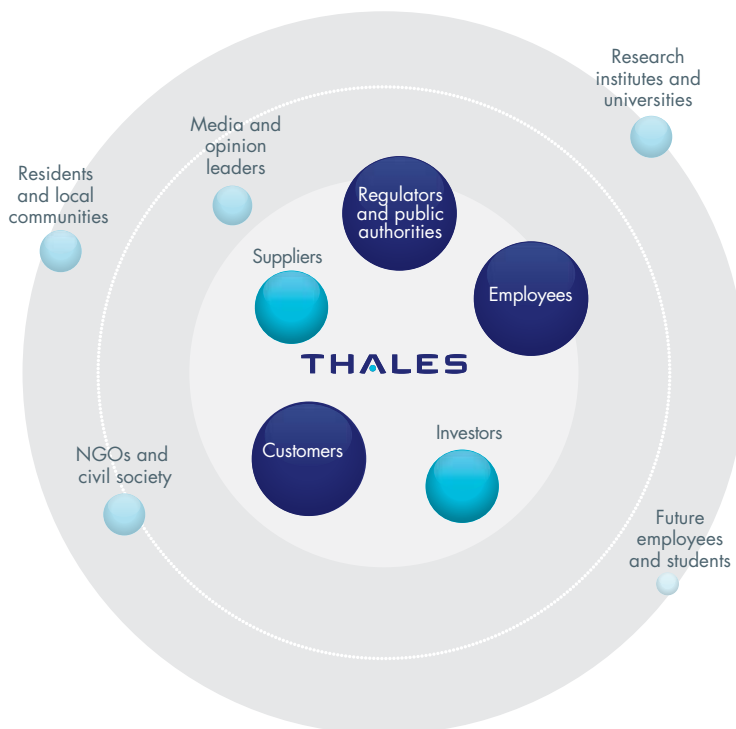 Research
institutes and
universities
Media and
opinion
leaders
Residents
and local
communities
Regulators
and public
authorities
Suppliers
Employees
THALES
Customers
Investors
NGOs and
civil society
Future
employees
and students